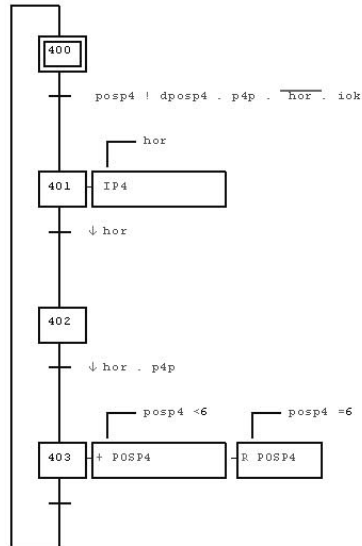 400
posp4 ! dposp4 . p4p . h̅o̅r̅ . iok
hor
401 IP4
↓ hor
402
↓ hor . p4p
posp4 <6 posp4 =6
403 + POSP4 R POSP4